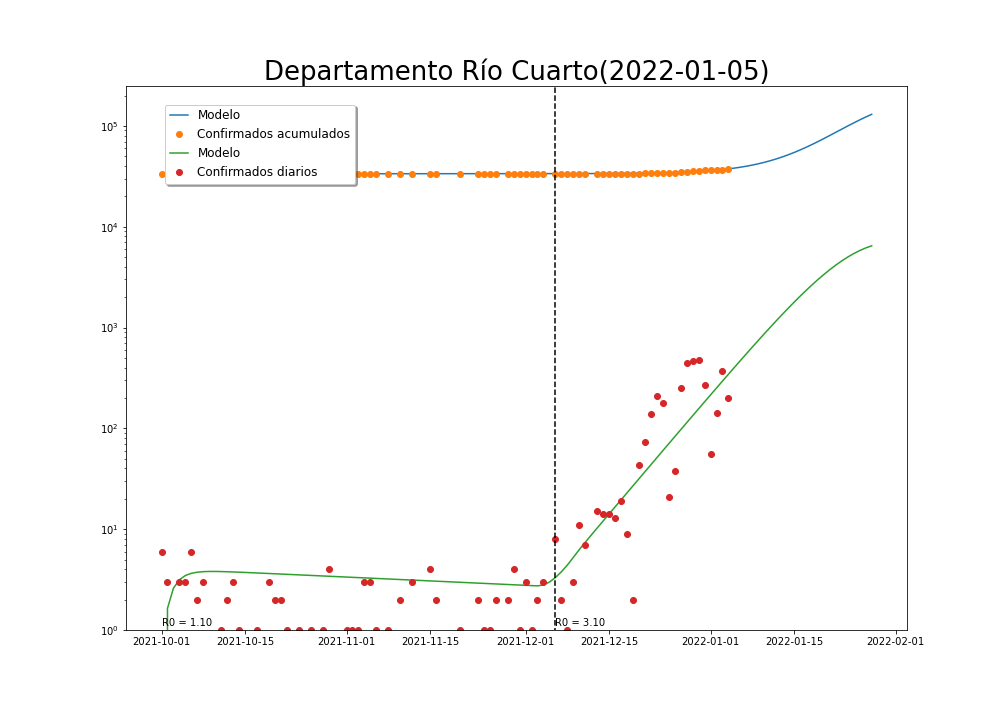 Departamento Río Cuarto(2022-01-05)
Modelo
Confirmados acumulados
Modelo
Confirmados diarios
10⁵
10⁴
10³
10²
10¹
10⁰
R0 = 1.10
R0 = 3.10
2021-10-01
2021-10-15
2021-11-01
2021-11-15
2021-12-01
2021-12-15
2022-01-01
2022-01-15
2022-02-01